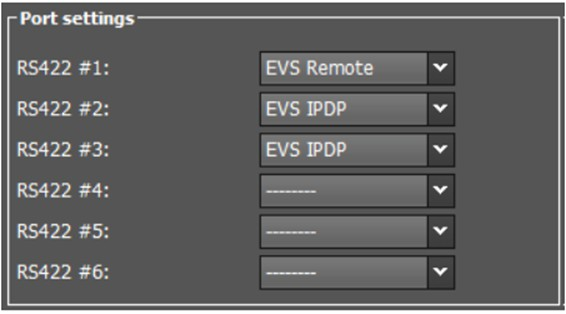 Port settings
RS422 #1: EVS Remote
RS422 #2: EVS IPDP
RS422 #3: EVS IPDP
RS422 #4: --------
RS422 #5: --------
RS422 #6: --------